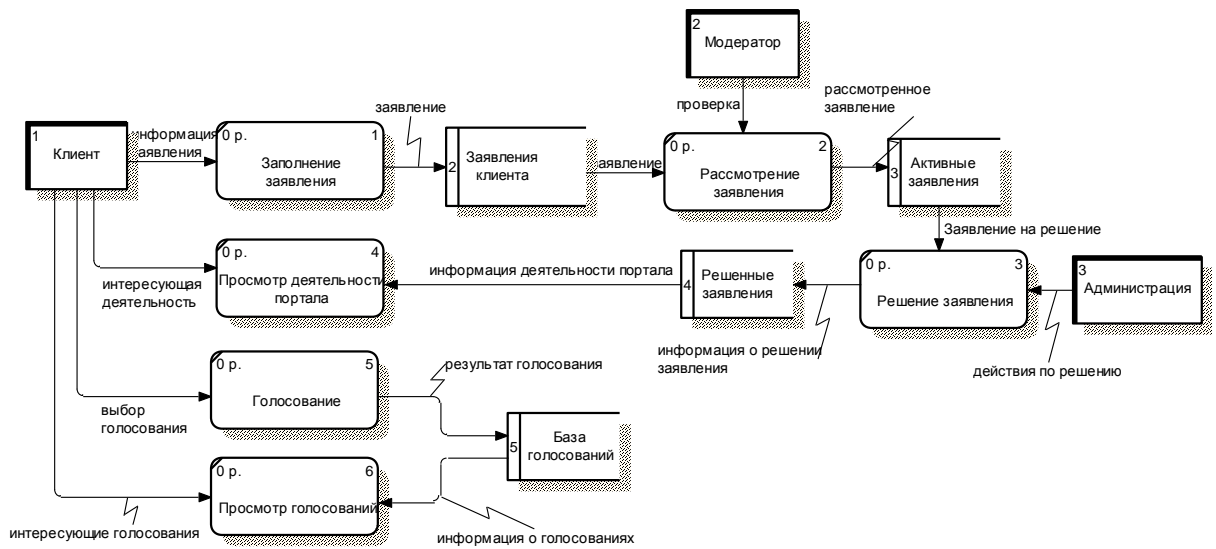 2
Модератор
проверка
рассмотренное
заявление
заявление
1
Клиент
нформация
аявления
0 р.
1
Заполнение
заявления
2
Заявления
клиента
аявление
0 р.
2
Рассмотрение
заявления
3
Активные
заявления
Заявление на решение
0 р.
4
Просмотр деятельности
портала
интересующая
деятельность
информация деятельности портала
4
Решенные
заявления
0 р.
3
Решение заявления
3
Администрация
информация о решении
заявления
действия по решению
0 р.
5
Голосование
выбор
голосования
результат голосования
5
База
голосований
0 р.
6
Просмотр голосований
интересующие голосования
информация о голосованиях